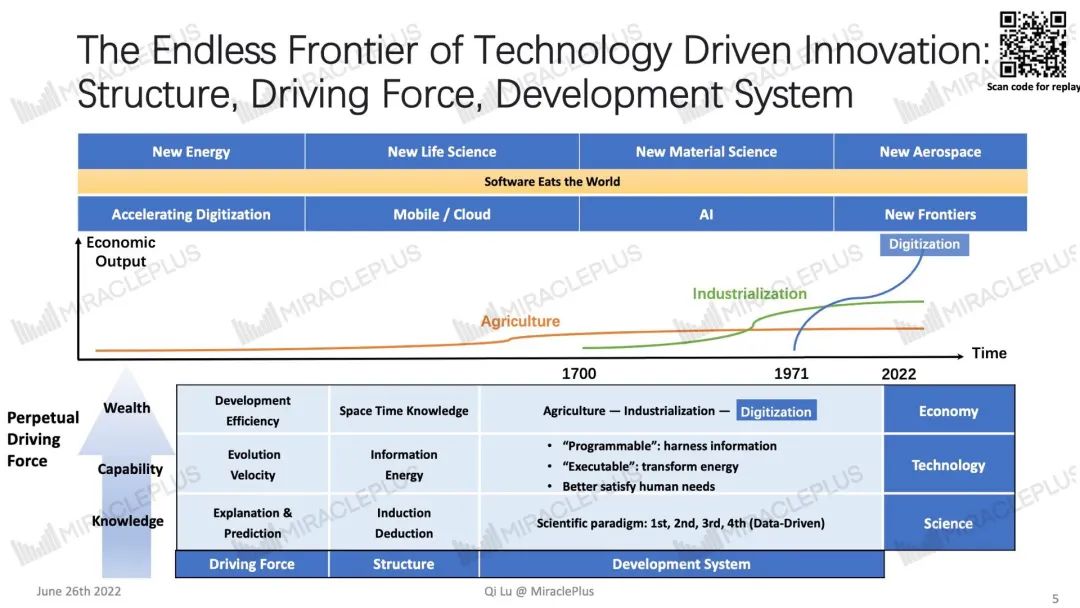 The Endless Frontier of Technology Driven Innovation:
Structure, Driving Force, Development System
Scan code for replay
New Energy
New Life Science
New Material Science
New Aerospace
Software Eats the World
Accelerating Digitization
Mobile / Cloud
AI
New Frontiers
Economic
Output
Digitization
Industrialization
Agriculture
Time
1700
1971
2022
Perpetual
Driving
Force
Wealth
Capability
Knowledge
Development
Efficiency
Space Time Knowledge
Agriculture — Industrialization — Digitization
Economy
Evolution
Velocity
Information
Energy
• “Programmable”: harness information
• “Executable”: transform energy
• Better satisfy human needs
Technology
Explanation &
Prediction
Induction
Deduction
Scientific paradigm: 1st, 2nd, 3rd, 4th (Data-Driven)
Science
Driving Force
Structure
Development System
June 26th 2022
Qi Lu @ MiraclePlus
5
MIRACLEPLUS